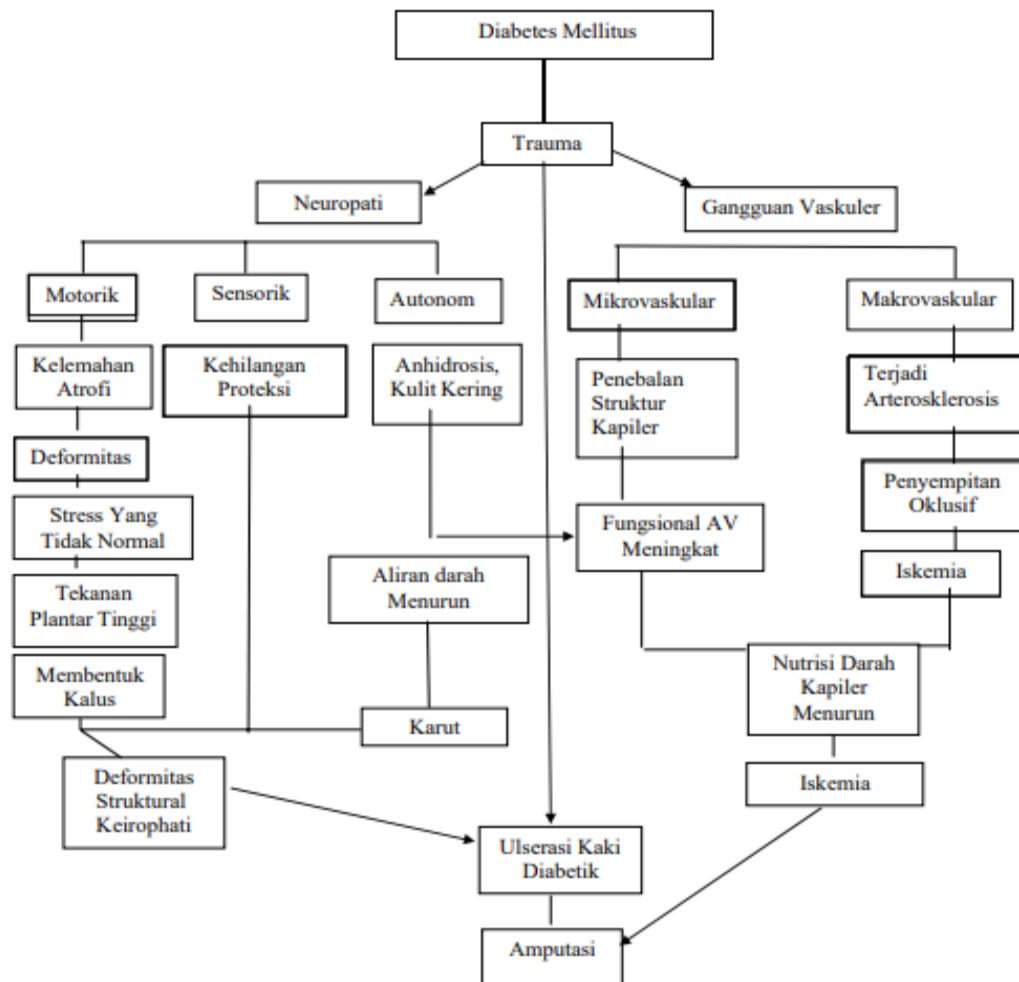 Diabetes Mellitus
Trauma
Neuropati
Gangguan Vaskuler
Motorik
Sensorik
Autonom
Mikrovaskular
Makrovaskular
Kelemahan
Atrofi
Kehilangan
Proteksi
Anhidrosis,
Kulit Kering
Penebalan
Struktur
Kapiler
Terjadi
Arterosklerosis
Deformitas
Penyempitan
Oklusif
Stress Yang
Tidak Normal
Fungsional AV
Meningkat
Aliran darah
Menurun
Iskemia
Tekanan
Plantar Tinggi
Membentuk
Kalus
Karut
Nutrisi Darah
Kapiler
Menurun
Deformitas
Struktural
Keirophati
Iskemia
Ulserasi Kaki
Diabetik
Amputasi